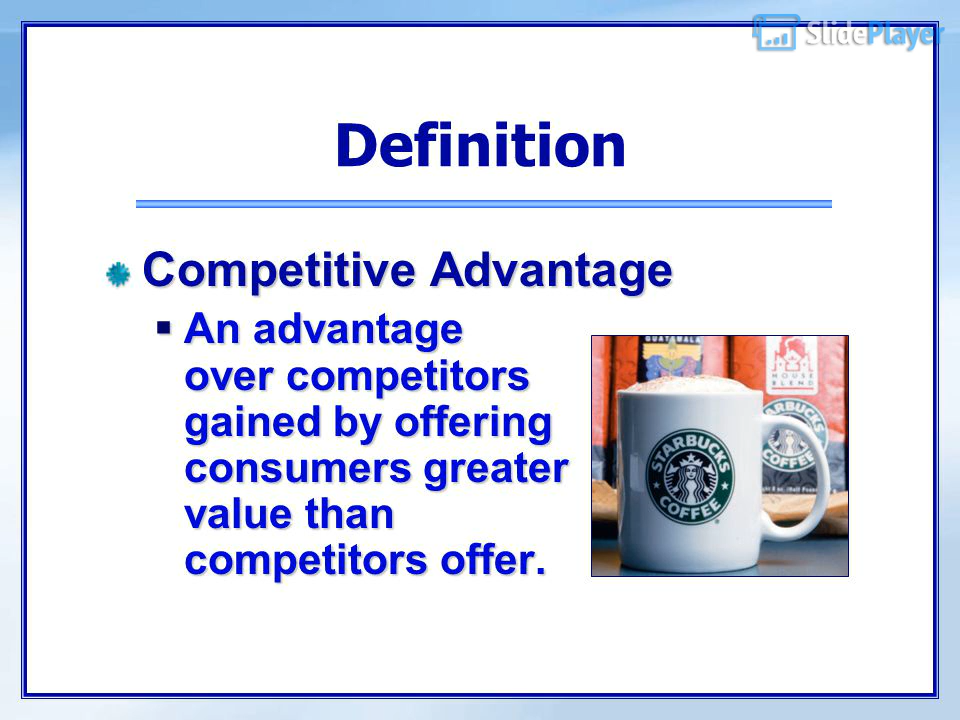 SlidePlayer
Definition
Competitive Advantage
An advantage
over competitors
gained by offering
consumers greater
value than
competitors offer.
GUATEMALA
HOUSE
BLEND
STARBUCKS
COFFEE
STARBUCKS
COFFEE